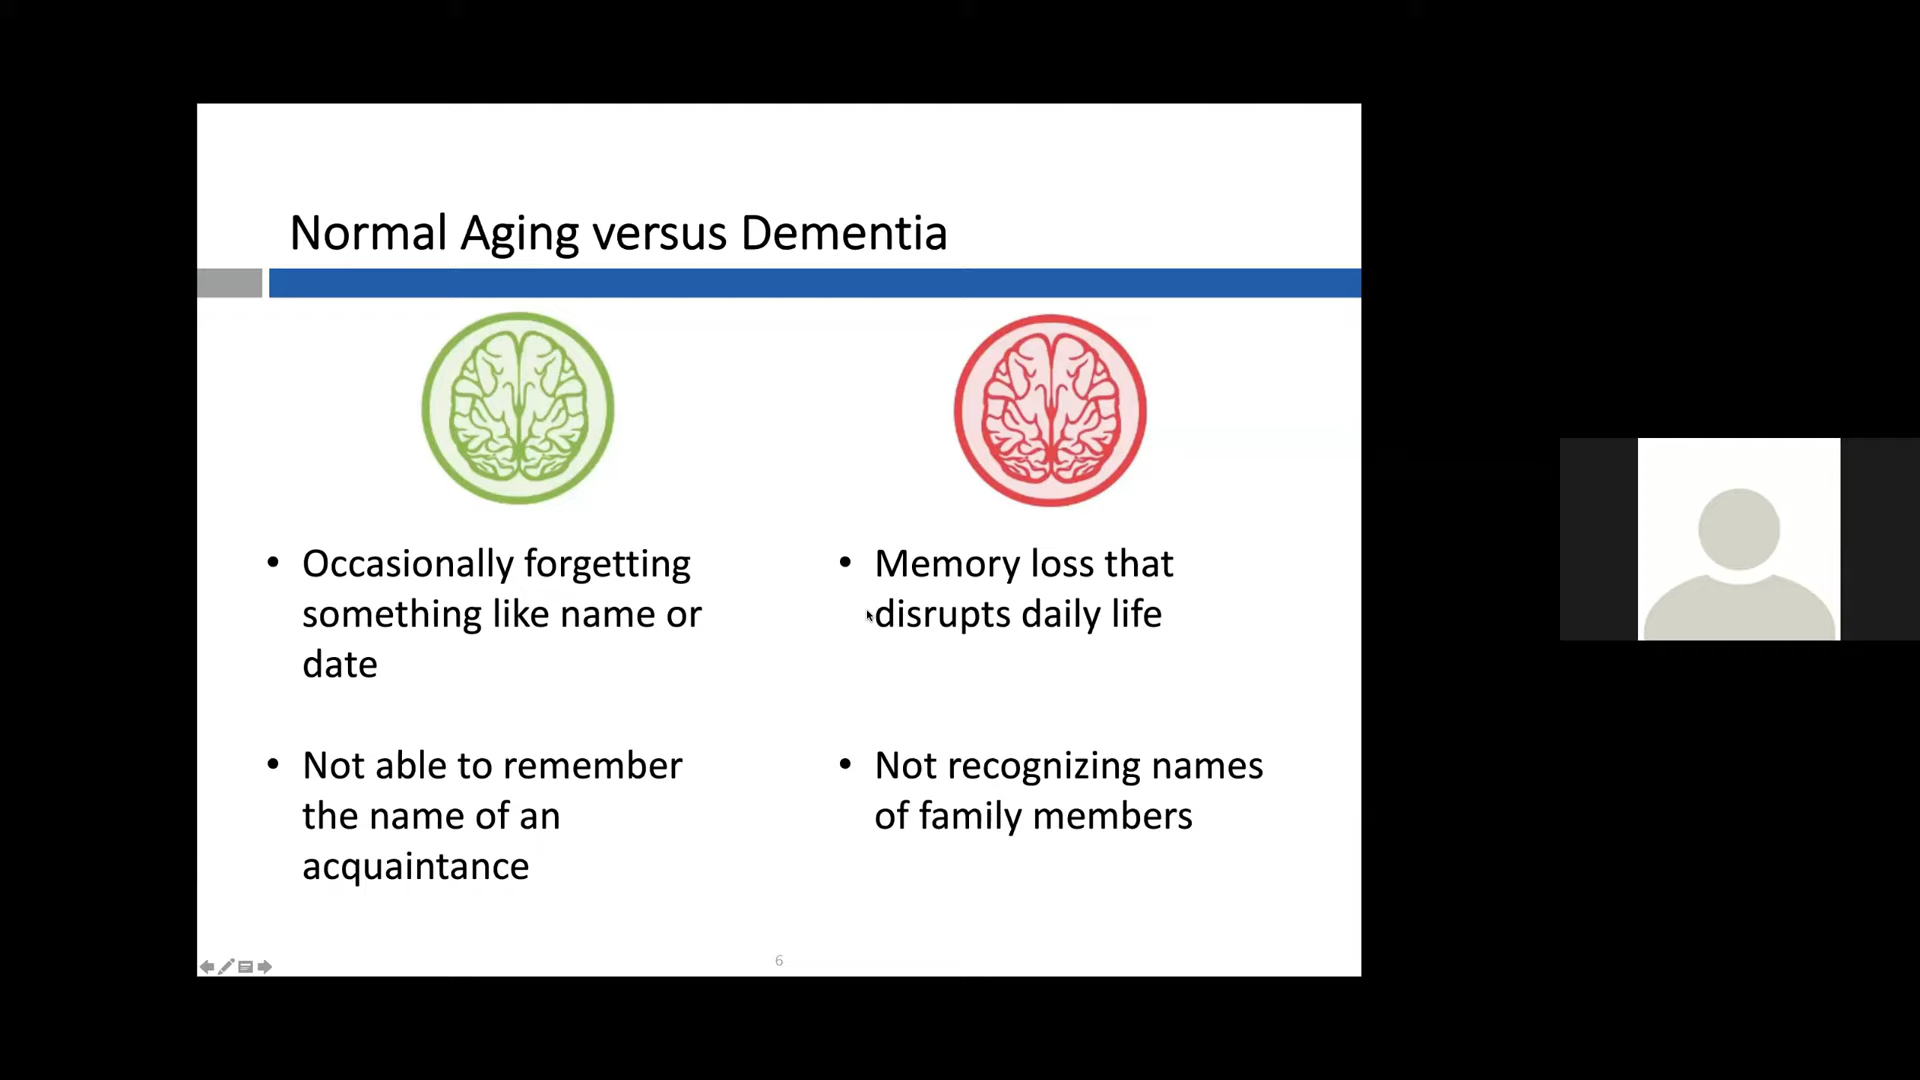 Normal Aging versus Dementia
• Occasionally forgetting
something like name or
date
• Not able to remember
the name of an
acquaintance
• Memory loss that
disrupts daily life
• Not recognizing names
of family members
6